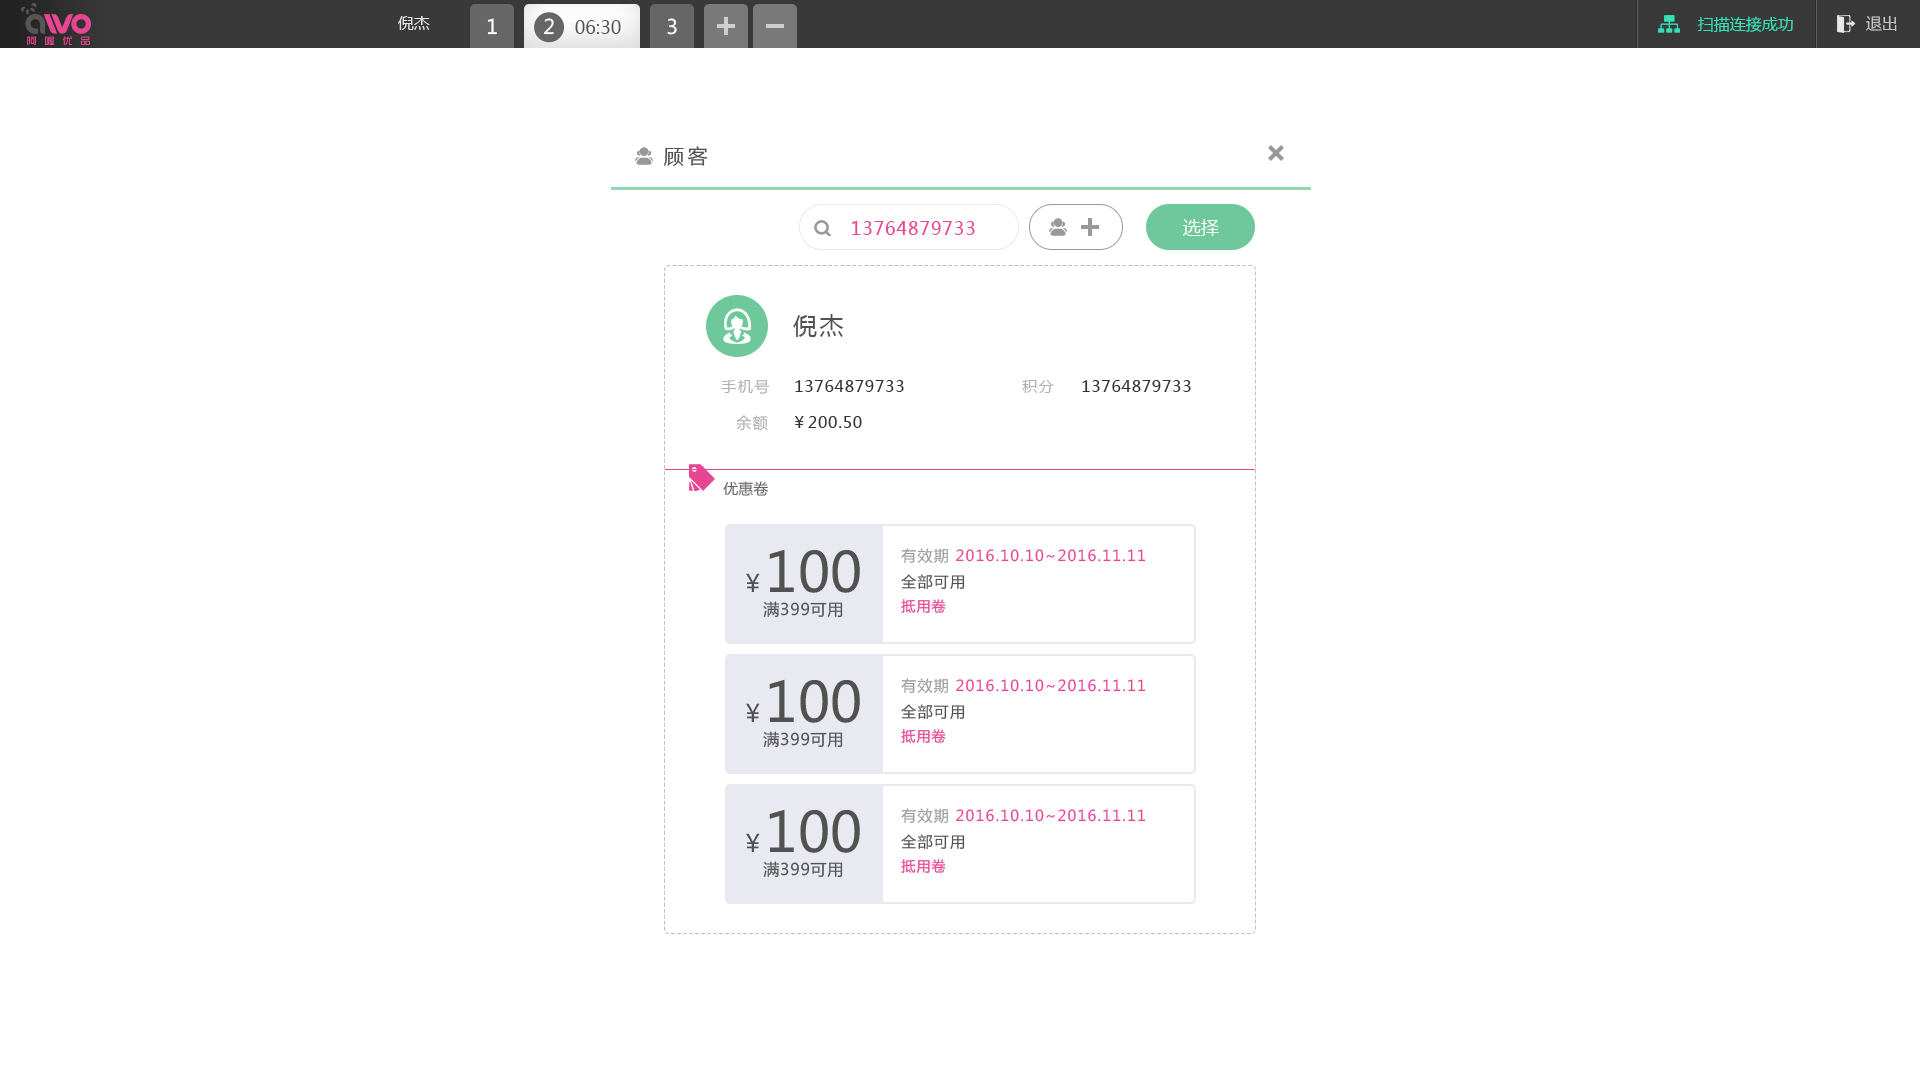 awo
阿喔优品
倪杰
1
2 06:30
3
扫描连接成功
退出
顾客
13764879733
选择
倪杰
手机号 13764879733
积分 13764879733
余额 ¥ 200.50
优惠卷
¥ 100
满399可用
有效期 2016.10.10~2016.11.11
全部可用
抵用卷
¥ 100
满399可用
有效期 2016.10.10~2016.11.11
全部可用
抵用卷
¥ 100
满399可用
有效期 2016.10.10~2016.11.11
全部可用
抵用卷